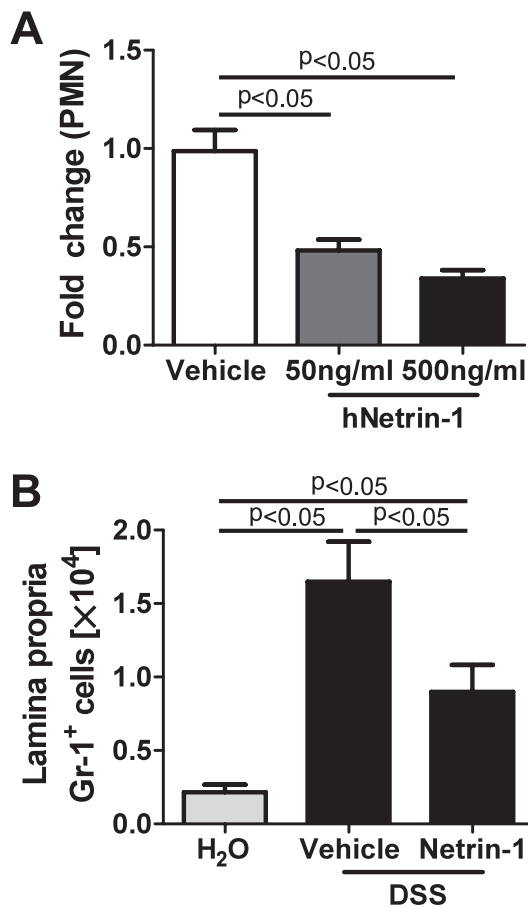 A
Fold change (PMN)
1.5
1.0
0.5
0.0
p<0.05
p<0.05
Vehicle 50ng/ml 500ng/ml
hNetrin-1
B
Lamina propria
Gr-1⁺ cells [×10⁴]
2.0
1.5
1.0
0.5
0.0
p<0.05
p<0.05 p<0.05
H₂O Vehicle Netrin-1
DSS